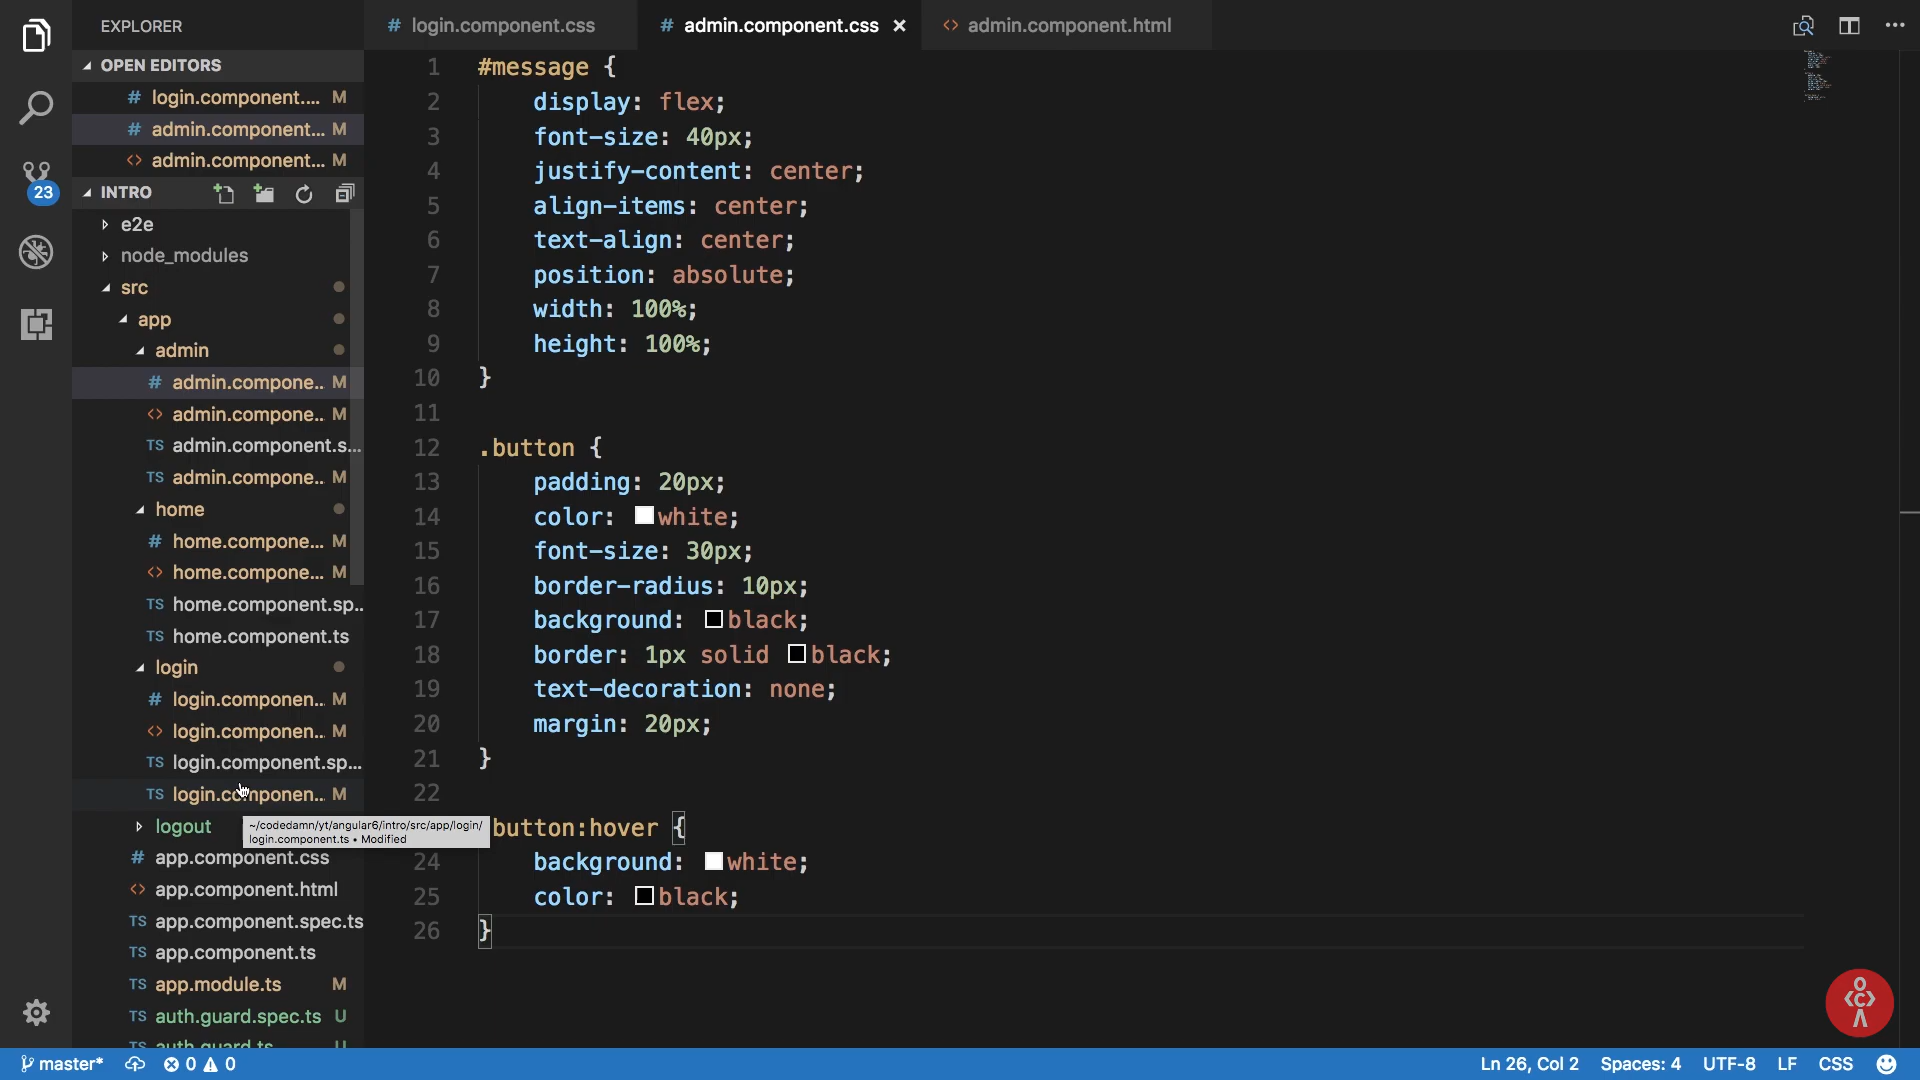 EXPLORER
OPEN EDITORS
# login.component.... M
# admin.component... M
<> admin.component... M
23
INTRO
e2e
node_modules
src
app
admin
# admin.compone.. M
<> admin.compone.. M
TS admin.component.s...
TS admin.compone.. M
home
# home.compone... M
<> home.compone... M
TS home.component.sp..
TS home.component.ts
login
# login.componen.. M
<> login.componen.. M
TS login.component.sp...
TS login.componen.. M
~/codedamn/yt/angular6/intro/src/app/login/
login.component.ts • Modified
logout
# app.component.css
<> app.component.html
TS app.component.spec.ts
TS app.component.ts
TS app.module.ts M
TS auth.guard.spec.ts U
TS auth.guard.ts U
# login.component.css
# admin.component.css ×
<> admin.component.html
1 #message {
2 display: flex;
3 font-size: 40px;
4 justify-content: center;
5 align-items: center;
6 text-align: center;
7 position: absolute;
8 width: 100%;
9 height: 100%;
10 }
11
12 .button {
13 padding: 20px;
14 color: white;
15 font-size: 30px;
16 border-radius: 10px;
17 background: black;
18 border: 1px solid black;
19 text-decoration: none;
20 margin: 20px;
21 }
22
button:hover {
24 background: white;
25 color: black;
26 }
<C>
master* 0 0
Ln 26, Col 2 Spaces: 4 UTF-8 LF CSS